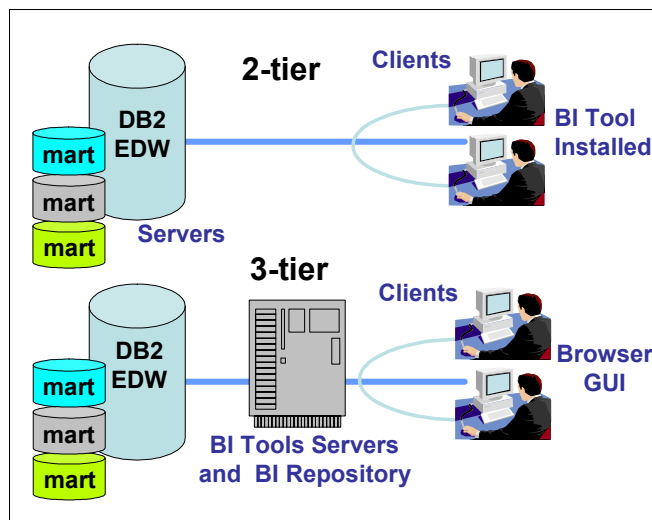 2-tier
Clients
DB2
EDW
BI Tool
Installed
mart
mart
mart
Servers
3-tier
Clients
DB2
EDW
Browser
GUI
mart
mart
mart
BI Tools Servers
and BI Repository